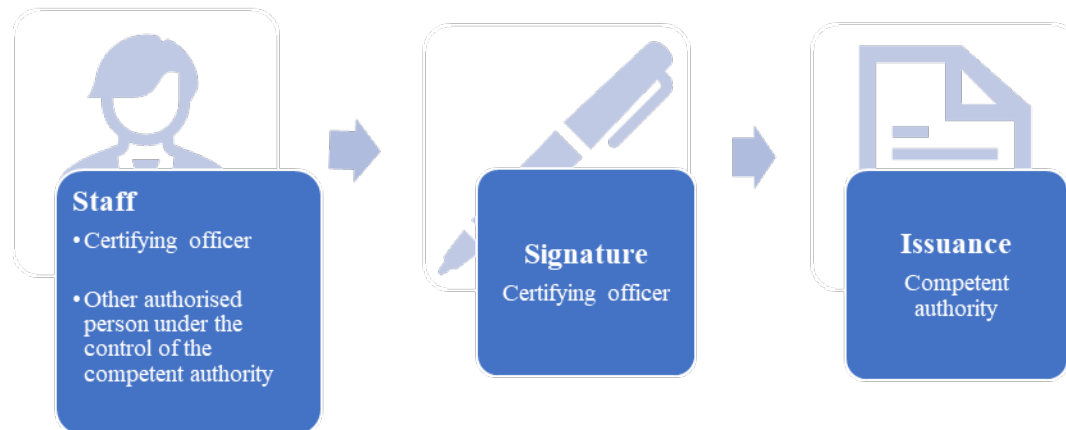 Staff
• Certifying officer
• Other authorised
person under the
control of the
competent authority
Signature
Certifying officer
Issuance
Competent
authority